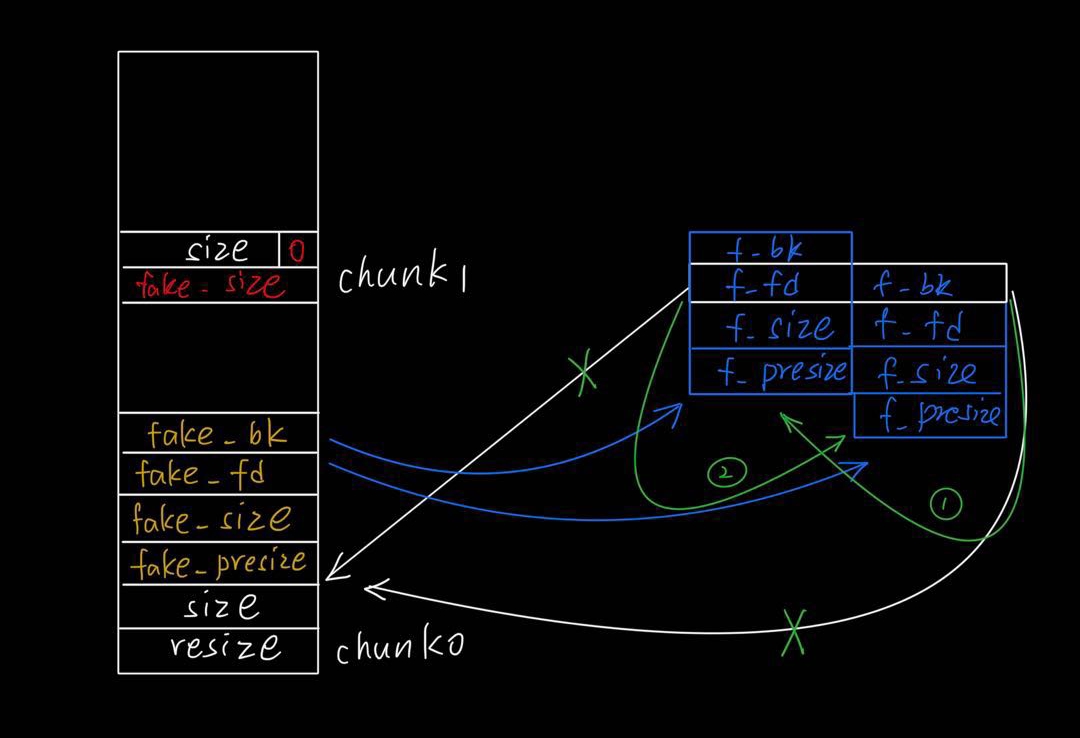 size 0
fake_size
chunk1
fake_bk
fake_fd
fake_size
fake_presize
size
resize
chunk0
f_bk
f_fd
f_size
f_presize
f_bk
f_fd
f_size
f_presize
②
①